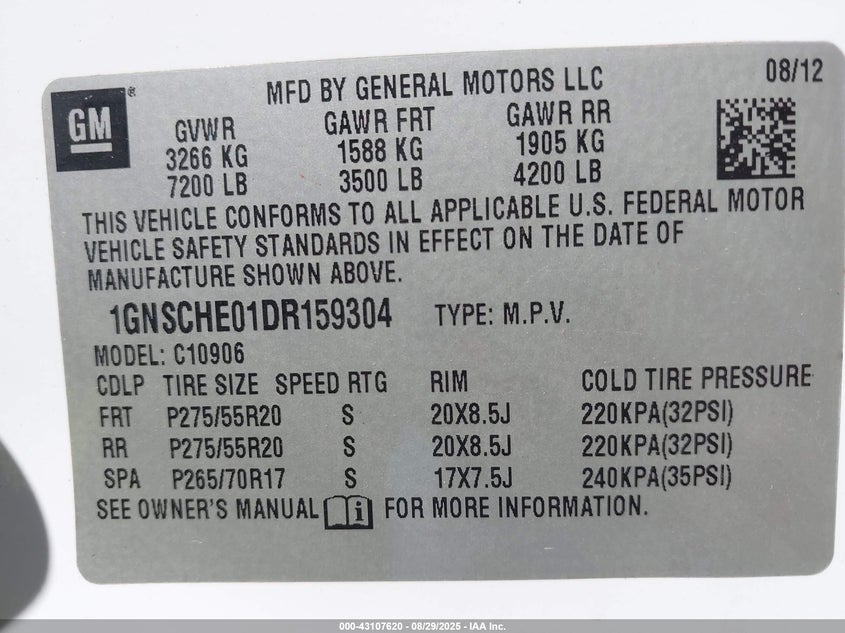 GM ®
MFD BY GENERAL MOTORS LLC 08/12
GVWR GAWR FRT GAWR RR
3266 KG 1588 KG 1905 KG
7200 LB 3500 LB 4200 LB
THIS VEHICLE CONFORMS TO ALL APPLICABLE U.S. FEDERAL MOTOR
VEHICLE SAFETY STANDARDS IN EFFECT ON THE DATE OF
MANUFACTURE SHOWN ABOVE.
1GNSCHE01DR159304 TYPE: M.P.V.
MODEL: C10906
CDLP TIRE SIZE SPEED RTG RIM COLD TIRE PRESSURE
FRT P275/55R20 S 20X8.5J 220KPA(32PSI)
RR P275/55R20 S 20X8.5J 220KPA(32PSI)
SPA P265/70R17 S 17X7.5J 240KPA(35PSI)
SEE OWNER'S MANUAL i FOR MORE INFORMATION.
000-43107620 - 08/29/2025 - IAA Inc.